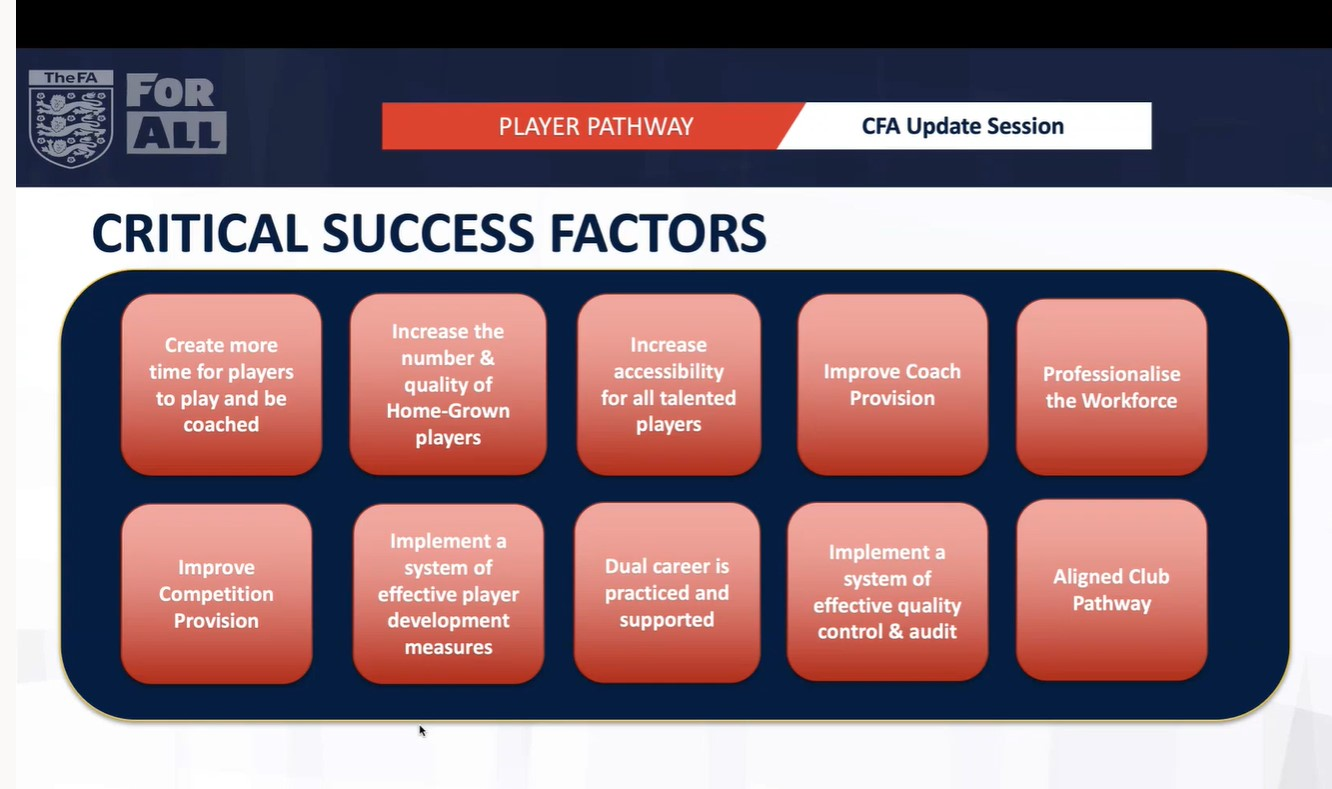 TheFA
FOR
ALL
PLAYER PATHWAY
CFA Update Session
CRITICAL SUCCESS FACTORS
Create more
time for players
to play and be
coached
Increase the
number &
quality of
Home-Grown
players
Increase
accessibility
for all talented
players
Improve Coach
Provision
Professionalise
the Workforce
Improve
Competition
Provision
Implement a
system of
effective player
development
measures
Dual career is
practiced and
supported
Implement a
system of
effective quality
control & audit
Aligned Club
Pathway